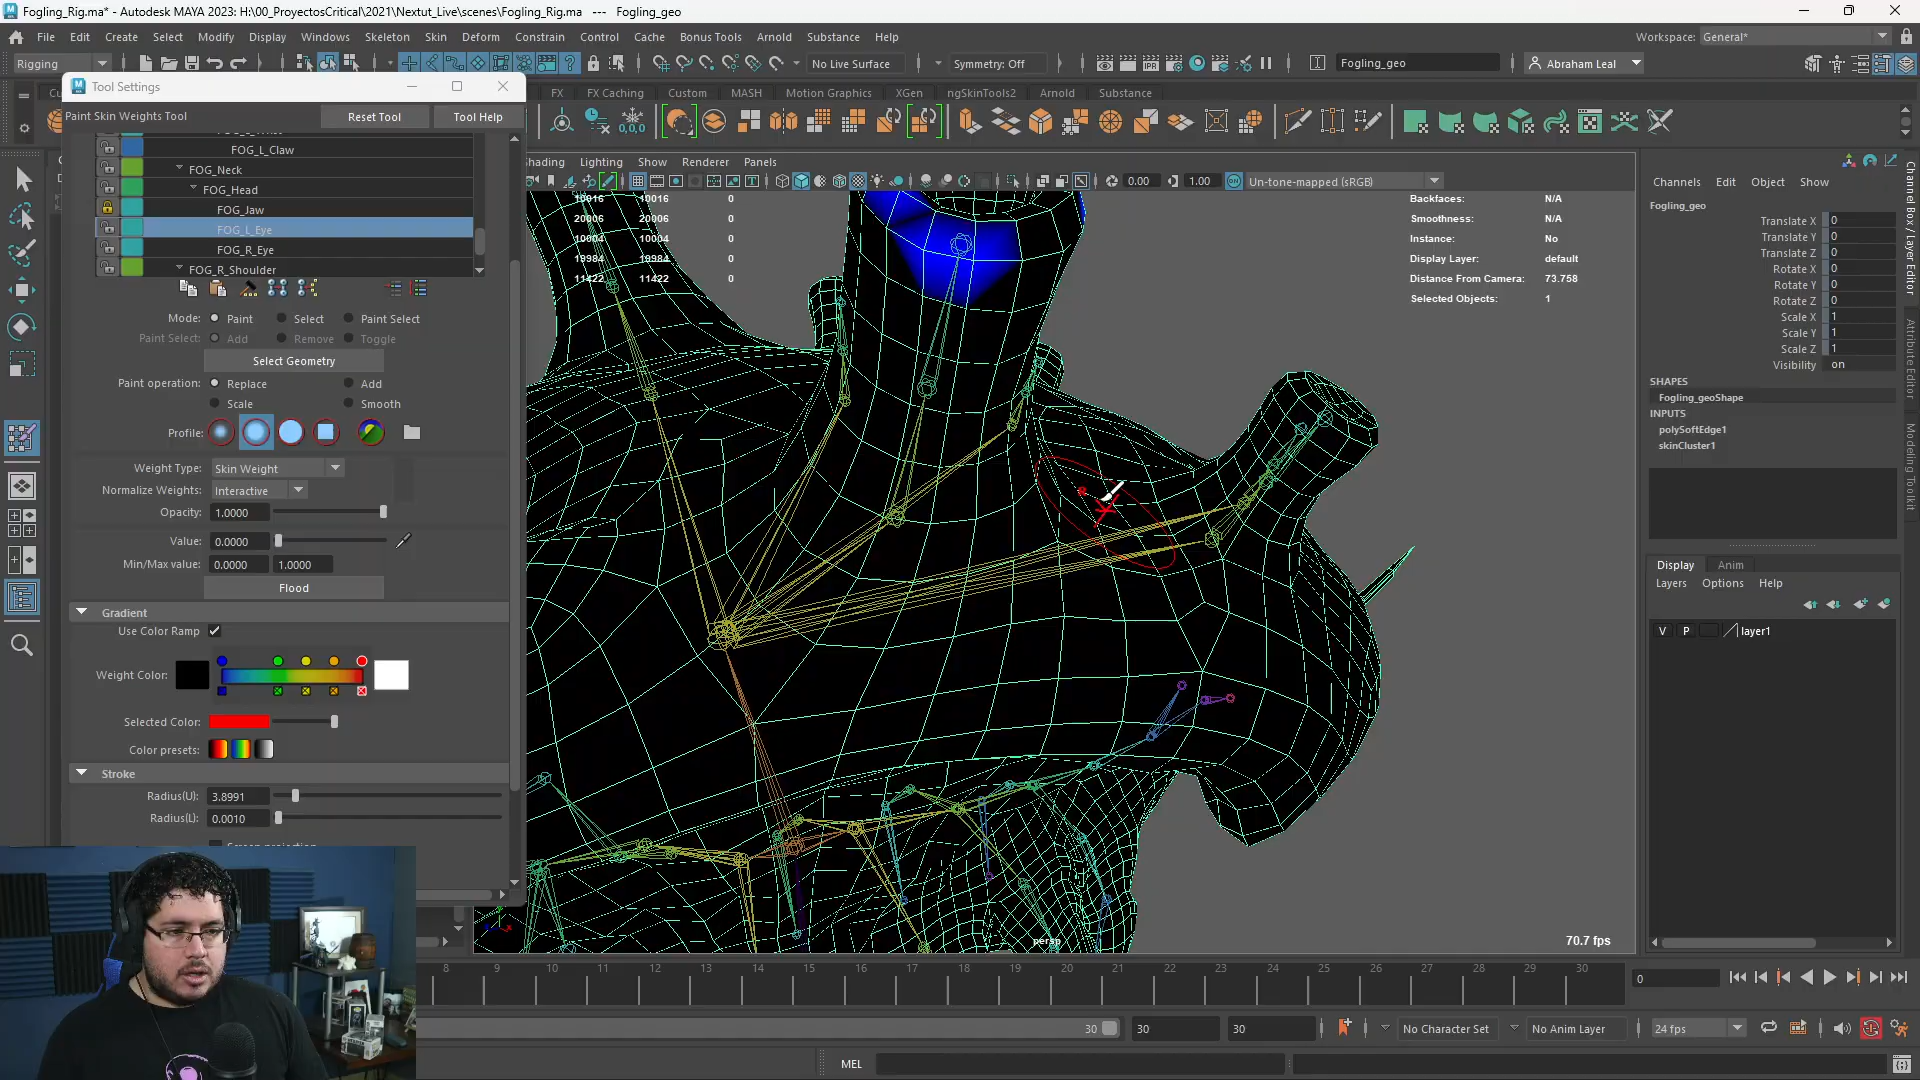 Fogling_Rig.ma* - Autodesk MAYA 2023: H:\00_ProyectosCritical\2021\Nextut_Live\scenes\Fogling_Rig.ma --- Fogling_geo
File Edit Create Select Modify Display Windows Skeleton Skin Deform Constrain Control Cache Bonus Tools Arnold Substance Help
Workspace: General*
Rigging
No Live Surface
Symmetry: Off
Fogling_geo
Abraham Leal
Tool Settings
FX FX Caching Custom MASH Motion Graphics XGen ngSkinTools2 Arnold Substance
Paint Skin Weights Tool
Reset Tool
Tool Help
FOG_L_Claw
FOG_Neck
FOG_Head
FOG_Jaw
FOG_L_Eye
FOG_R_Eye
FOG_R_Shoulder
Mode: Paint Select Paint Select
Paint Select: Add Remove Toggle
Select Geometry
Paint operation: Replace Add
Scale Smooth
Profile:
Weight Type: Skin Weight
Normalize Weights: Interactive
Opacity: 1.0000
Value: 0.0000
Min/Max value: 0.0000 1.0000
Flood
Gradient
Use Color Ramp
Weight Color:
Selected Color:
Color presets:
Stroke
Radius(U): 3.8991
Radius(L): 0.0010
Lighting Show Renderer Panels
0.00
1.00
Un-tone-mapped (sRGB)
10016 10016 0
20006 20006 0
10004 10004 0
19984 19984 0
11422 11422 0
Backfaces: N/A
Smoothness: N/A
Instance: No
Display Layer: default
Distance From Camera: 73.758
Selected Objects: 1
persp
70.7 fps
Channels Edit Object Show
Fogling_geo
Translate X 0
Translate Y 0
Translate Z 0
Rotate X 0
Rotate Y 0
Rotate Z 0
Scale X 1
Scale Y 1
Scale Z 1
Visibility on
SHAPES
Fogling_geoShape
INPUTS
polySoftEdge1
skinCluster1
Display Anim
Layers Options Help
V P layer1
Channel Box / Layer Editor
Attribute Editor
Modeling Toolkit
8 9 10 11 12 13 14 15 16 17 18 19 20 21 22 23 24 25 26 27 28 29 30
0
30
30
30
No Character Set
No Anim Layer
24 fps
MEL